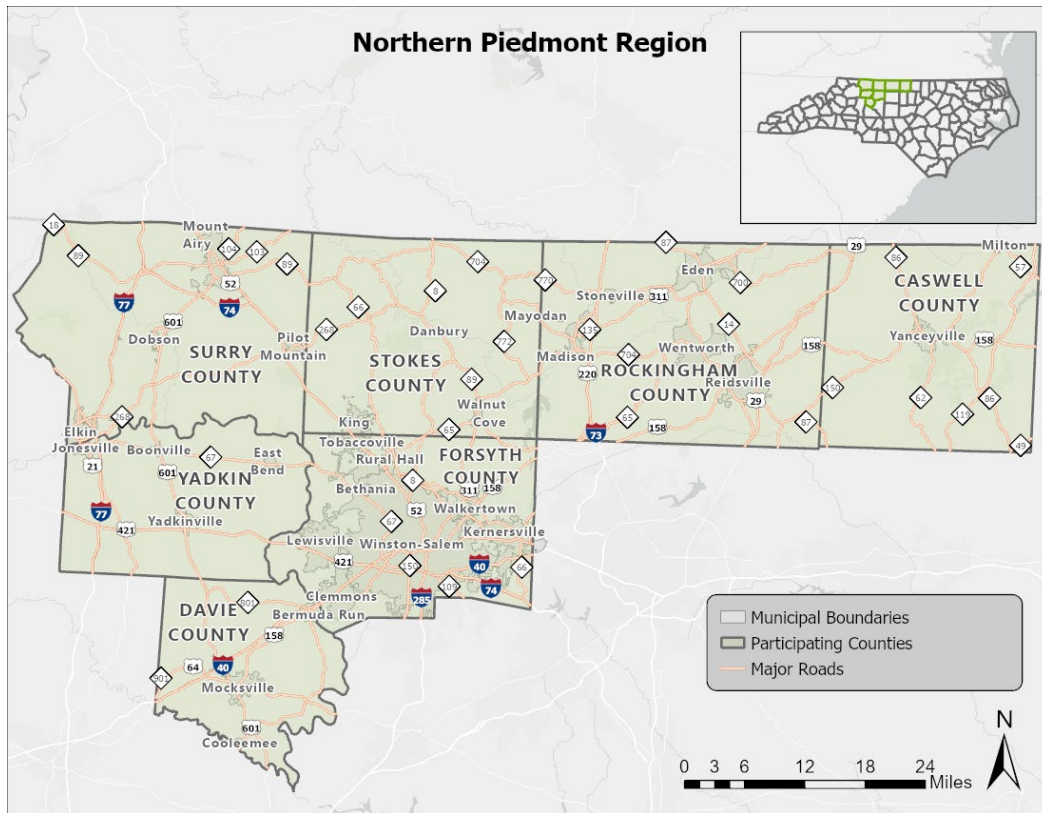 Northern Piedmont Region
18
Mount
Airy
104
103
89
89
52
77
74
601
Dobson
Pilot
Mountain
SURRY
COUNTY
268
Elkin
Jonesville
704
8
66
268
Danbury
772
STOKES
COUNTY
89
Walnut
Cove
King
65
87
770
Eden
700
Stoneville
311
Mayodan
135
14
Madison
704
Wentworth
158
220
ROCKINGHAM
COUNTY
Reidsville
29
65
158
73
87
150
29
86
Milton
57
CASWELL
COUNTY
Yanceyville
158
62
86
119
49
Boonville
67
East
Bend
21
601
YADKIN
COUNTY
77
421
Yadkinville
Tobaccoville
Rural Hall
FORSYTH
COUNTY
8
311
158
Bethania
52
Walkertown
67
Kernersville
Lewisville
Winston-Salem
421
150
40
66
109
74
285
Clemmons
Bermuda Run
DAVIE
COUNTY
801
158
64
40
901
Mocksville
601
Cooleemee
Municipal Boundaries
Participating Counties
Major Roads
N
0 3 6 12 18 24
Miles